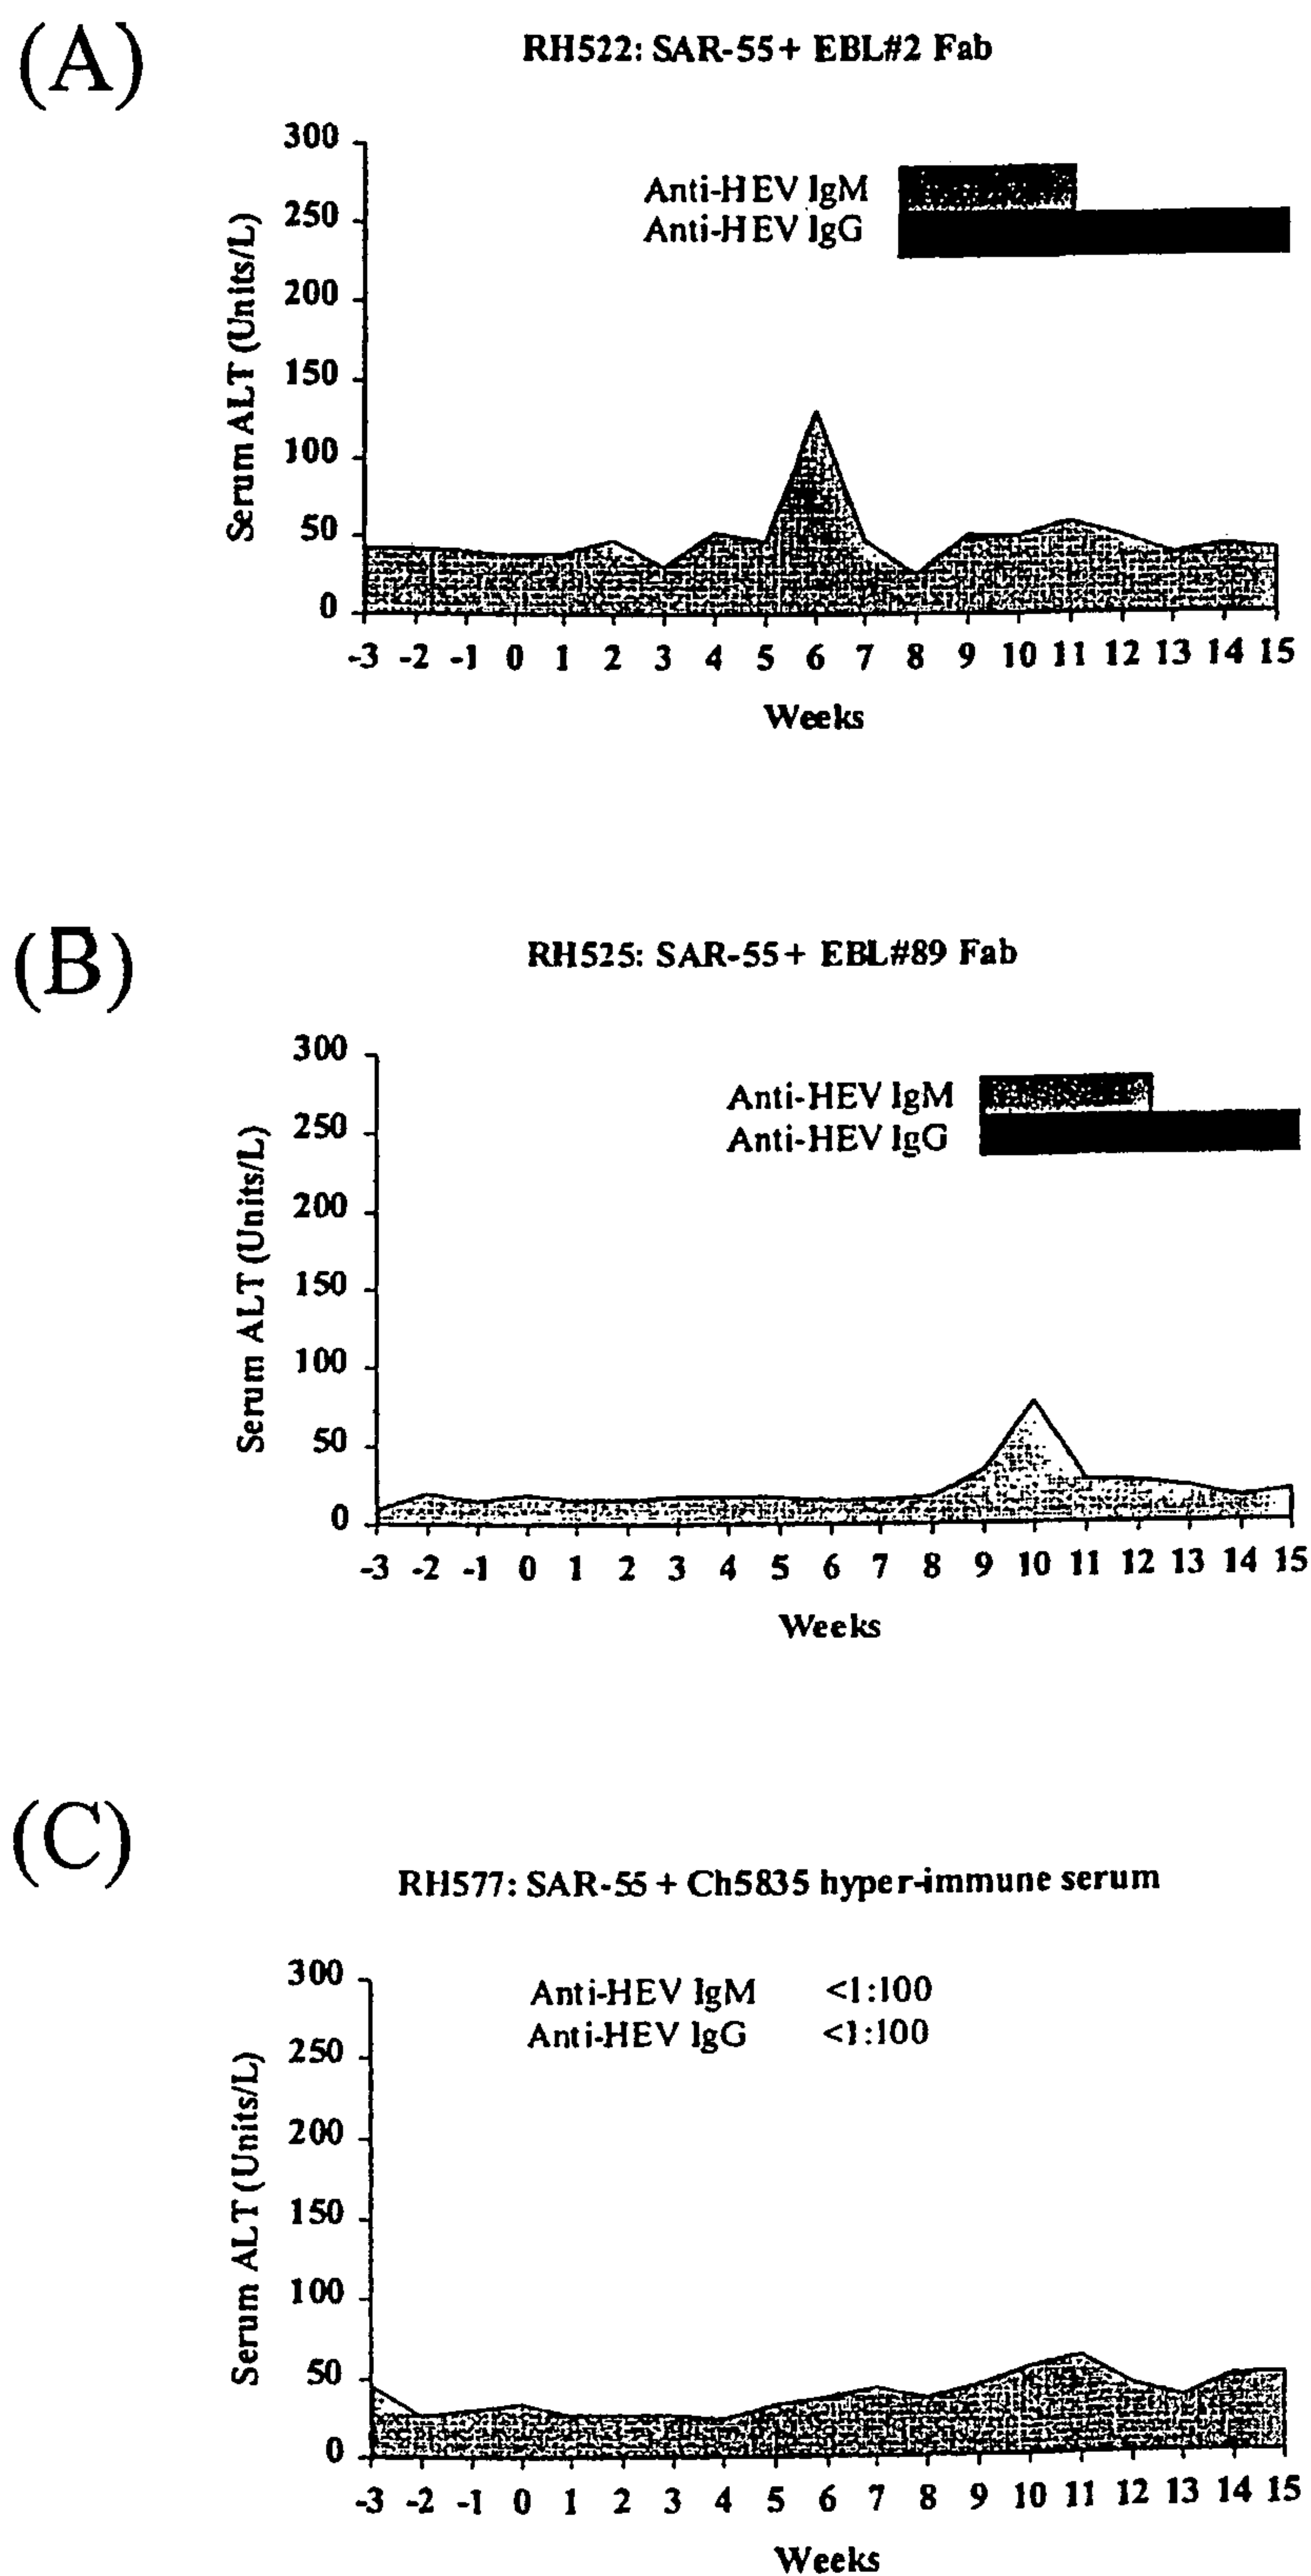 (A)
RH522: SAR-55+ EBL#2 Fab
300
250
200
150
100
50
0
Serum ALT (Units/L)
Anti-HEV IgM
Anti-HEV IgG
-3 -2 -1 0 1 2 3 4 5 6 7 8 9 10 11 12 13 14 15
Weeks
(B)
RH525: SAR-55+ EBL#89 Fab
300
250
200
150
100
50
0
Serum ALT (Units/L)
Anti-HEV IgM
Anti-HEV IgG
-3 -2 -1 0 1 2 3 4 5 6 7 8 9 10 11 12 13 14 15
Weeks
(C)
RH577: SAR-55 + Ch5835 hyper-immune serum
300
250
200
150
100
50
0
Serum ALT (Units/L)
Anti-HEV IgM <1:100
Anti-HEV IgG <1:100
-3 -2 -1 0 1 2 3 4 5 6 7 8 9 10 11 12 13 14 15
Weeks